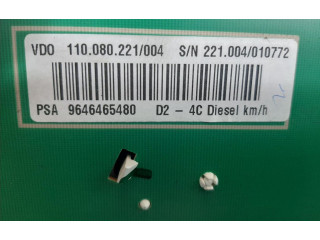 VDO 110.080.221/004 S/N 221.004/010772
PSA 9646465480 D2 - 4C Diesel km/h